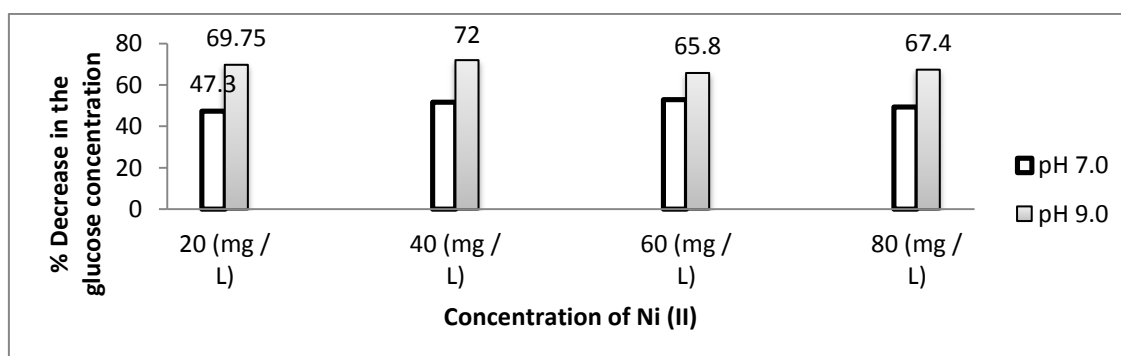 % Decrease in the
glucose concentration
80
60
40
20
0
69.75
47.3
72
65.8
67.4
20 (mg /
L)
40 (mg /
L)
60 (mg /
L)
80 (mg /
L)
Concentration of Ni (II)
pH 7.0
pH 9.0